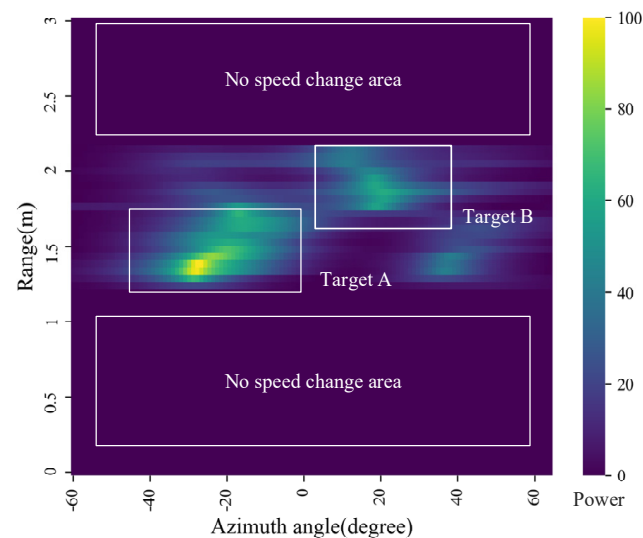 3
2.5
2
1.5
1
0.5
0
Range(m)
No speed change area
Target B
Target A
No speed change area
-60
-40
-20
0
20
40
60
Azimuth angle(degree)
100
80
60
40
20
0
Power